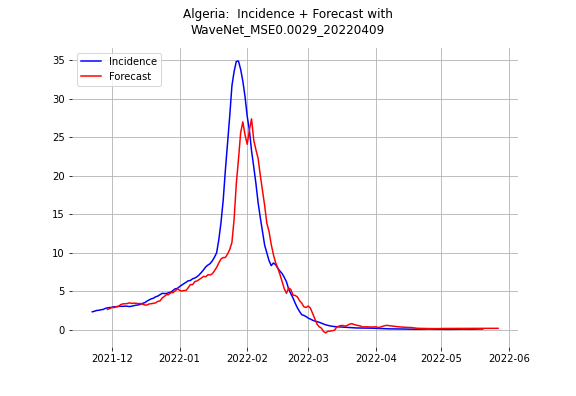 Algeria:  Incidence + Forecast with
WaveNet_MSE0.0029_20220409
Incidence
Forecast
35
30
25
20
15
10
5
0
2021-12 2022-01 2022-02 2022-03 2022-04 2022-05 2022-06